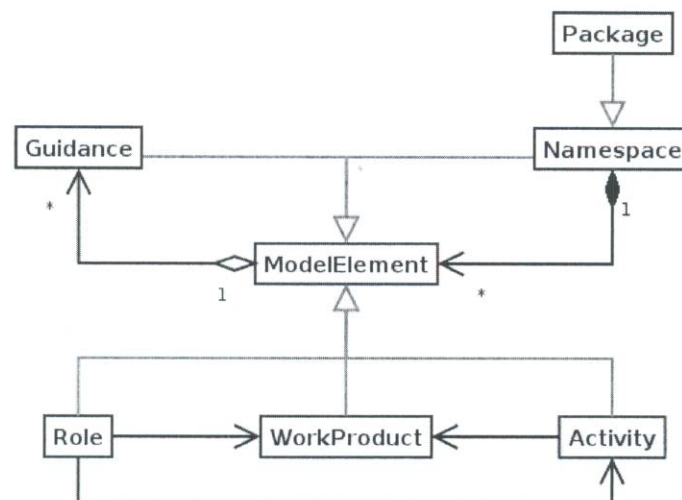 Package
Guidance
Namespace
*
1
ModelElement
1
*
Role
WorkProduct
Activity